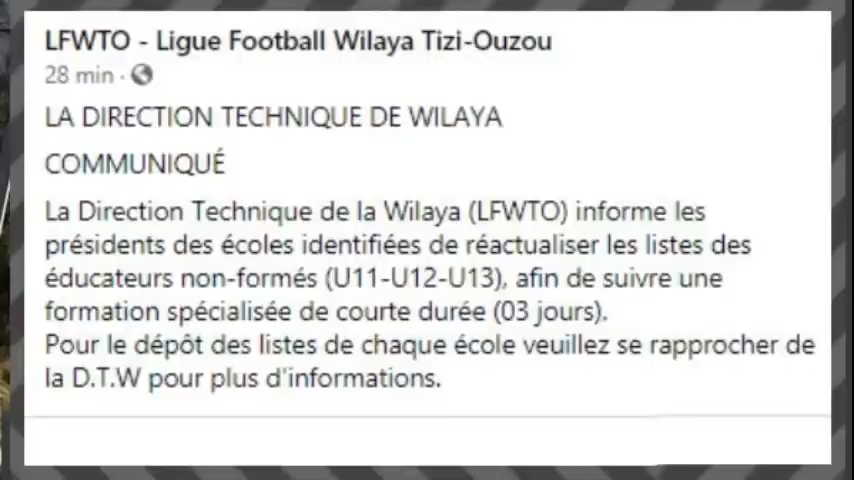 LFWTO - Ligue Football Wilaya Tizi-Ouzou
28 min ·
LA DIRECTION TECHNIQUE DE WILAYA
COMMUNIQUÉ
La Direction Technique de la Wilaya (LFWTO) informe les
présidents des écoles identifiées de réactualiser les listes des
éducateurs non-formés (U11-U12-U13), afin de suivre une
formation spécialisée de courte durée (03 jours).
Pour le dépôt des listes de chaque école veuillez se rapprocher de
la D.T.W pour plus d'informations.